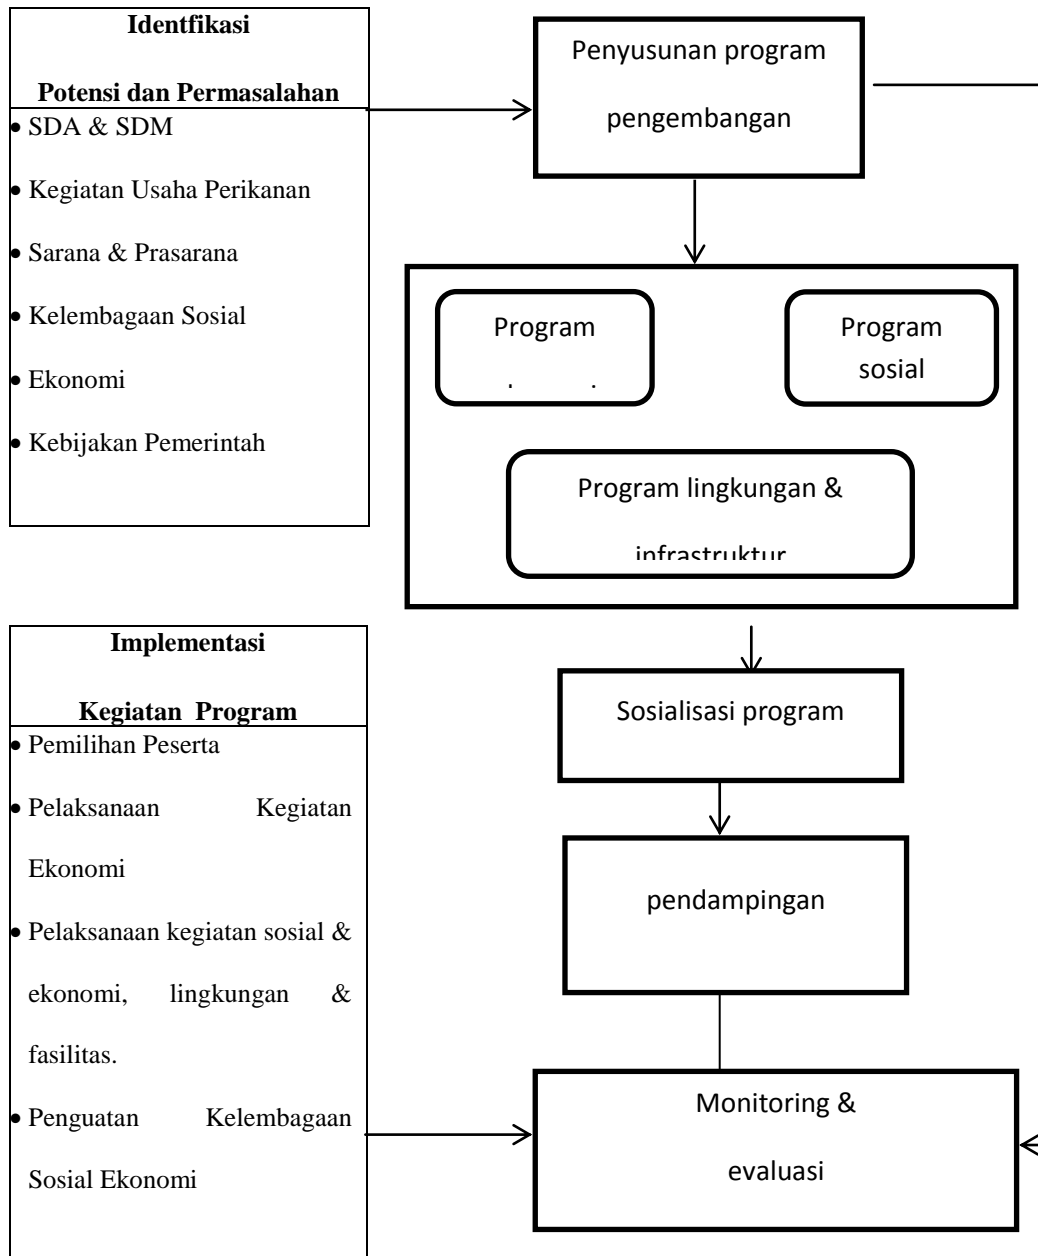 Identfikasi
Potensi dan Permasalahan
• SDA & SDM
• Kegiatan Usaha Perikanan
• Sarana & Prasarana
• Kelembagaan Sosial
• Ekonomi
• Kebijakan Pemerintah
Penyusunan program
pengembangan
Program
Program
sosial
Program lingkungan &
infrastruktur
Implementasi
Kegiatan Program
• Pemilihan Peserta
• Pelaksanaan Kegiatan
Ekonomi
• Pelaksanaan kegiatan sosial &
ekonomi, lingkungan &
fasilitas.
• Penguatan Kelembagaan
Sosial Ekonomi
Sosialisasi program
pendampingan
Monitoring &
evaluasi